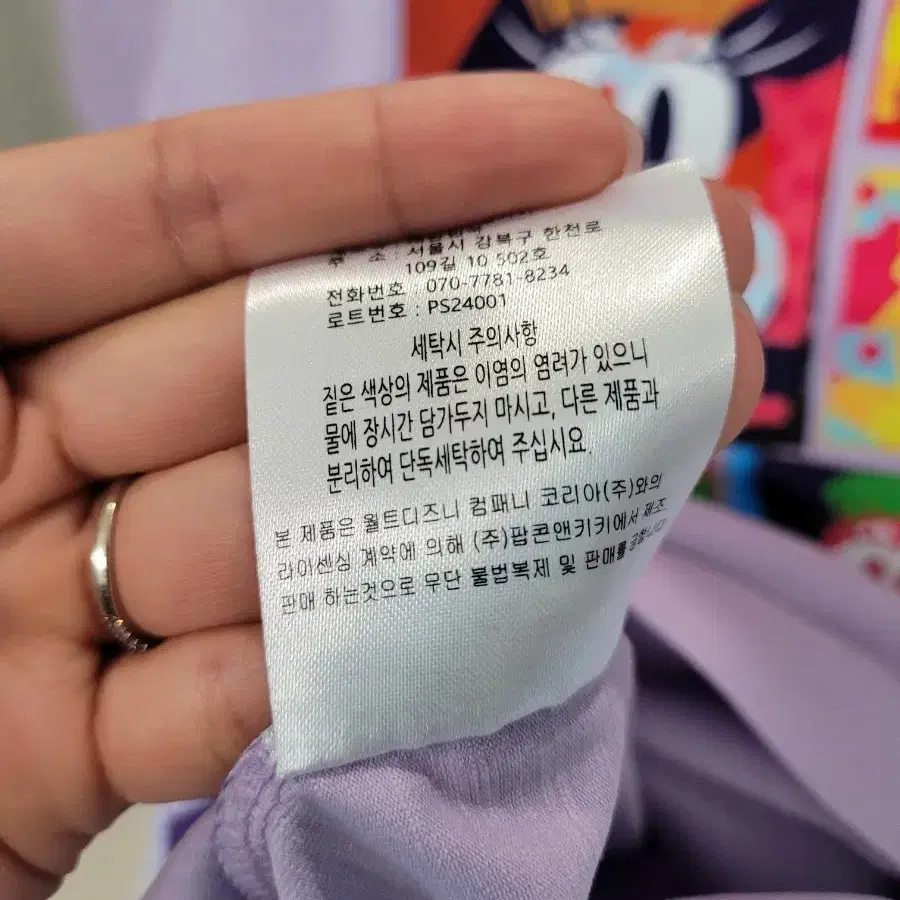 주 소 : 서울시 강북구 한천로
109길 10 502호
전화번호 : 070-7781-8234
로트번호 : PS24001
세탁시 주의사항
짙은 색상의 제품은 이염의 염려가 있으니
물에 장시간 담가두지 마시고, 다른 제품과
분리하여 단독세탁하여 주십시요.
본 제품은 월트디즈니 컴패니 코리아(주)와의
라이센싱 계약에 의해 (주)팝콘앤키키에서 제조
판매 하는것으로 무단 불법복제 및 판매를 금합니다